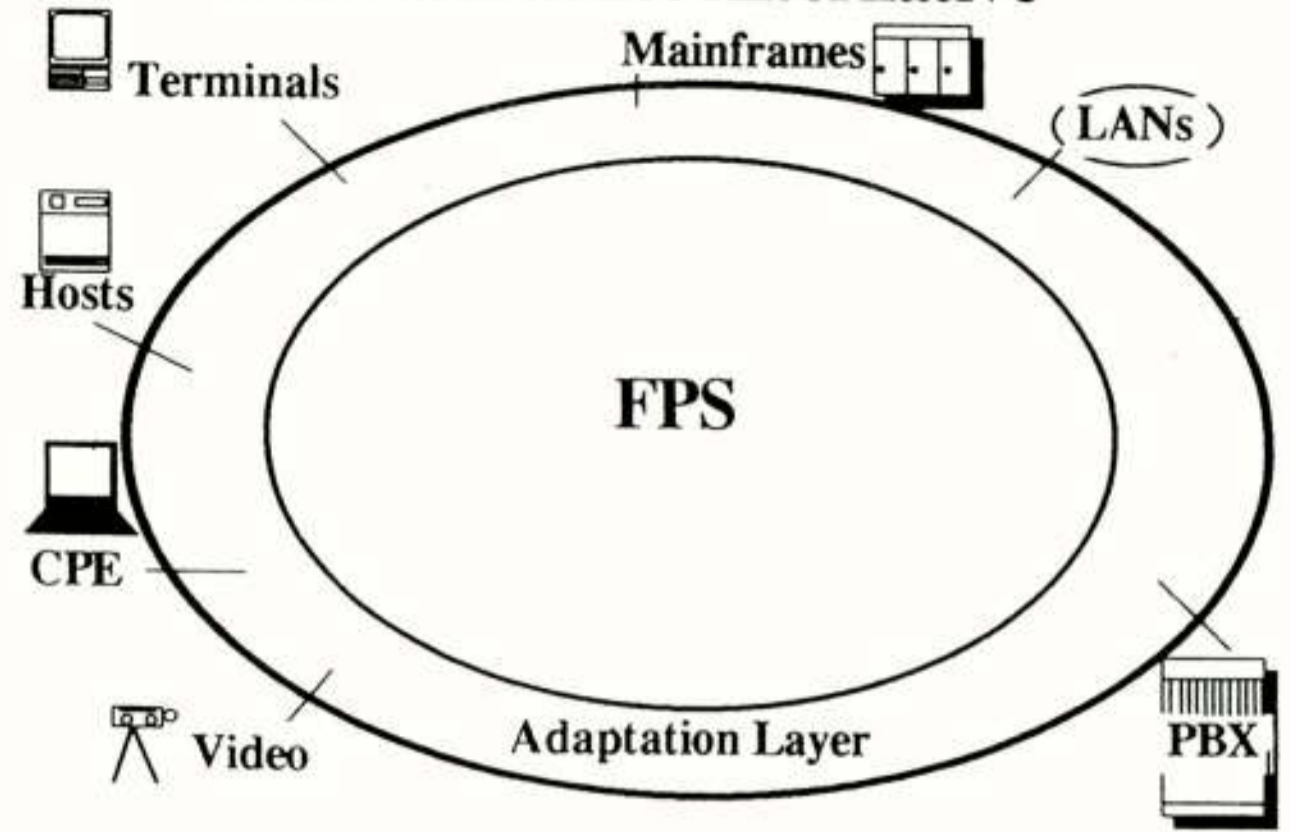 Mainframes
Terminals
(LANs)
Hosts
FPS
CPE
Adaptation Layer
Video
PBX